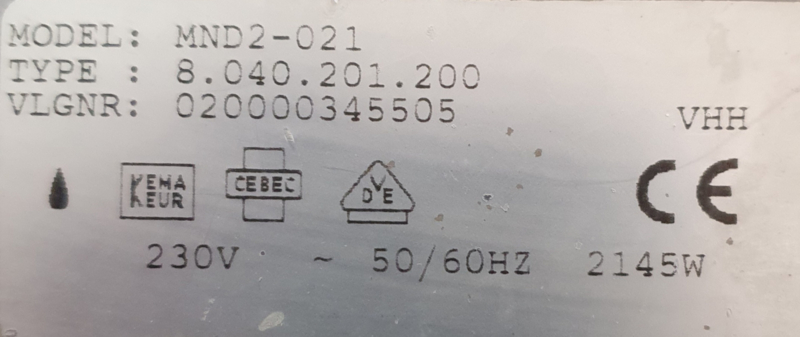 MODEL: MND2-021
TYPE : 8.040.201.200
VLGNR: 020000345505
VHH
KEMA
KEUR
CEBEC
DVE
CE
230V ~ 50/60HZ 2145W